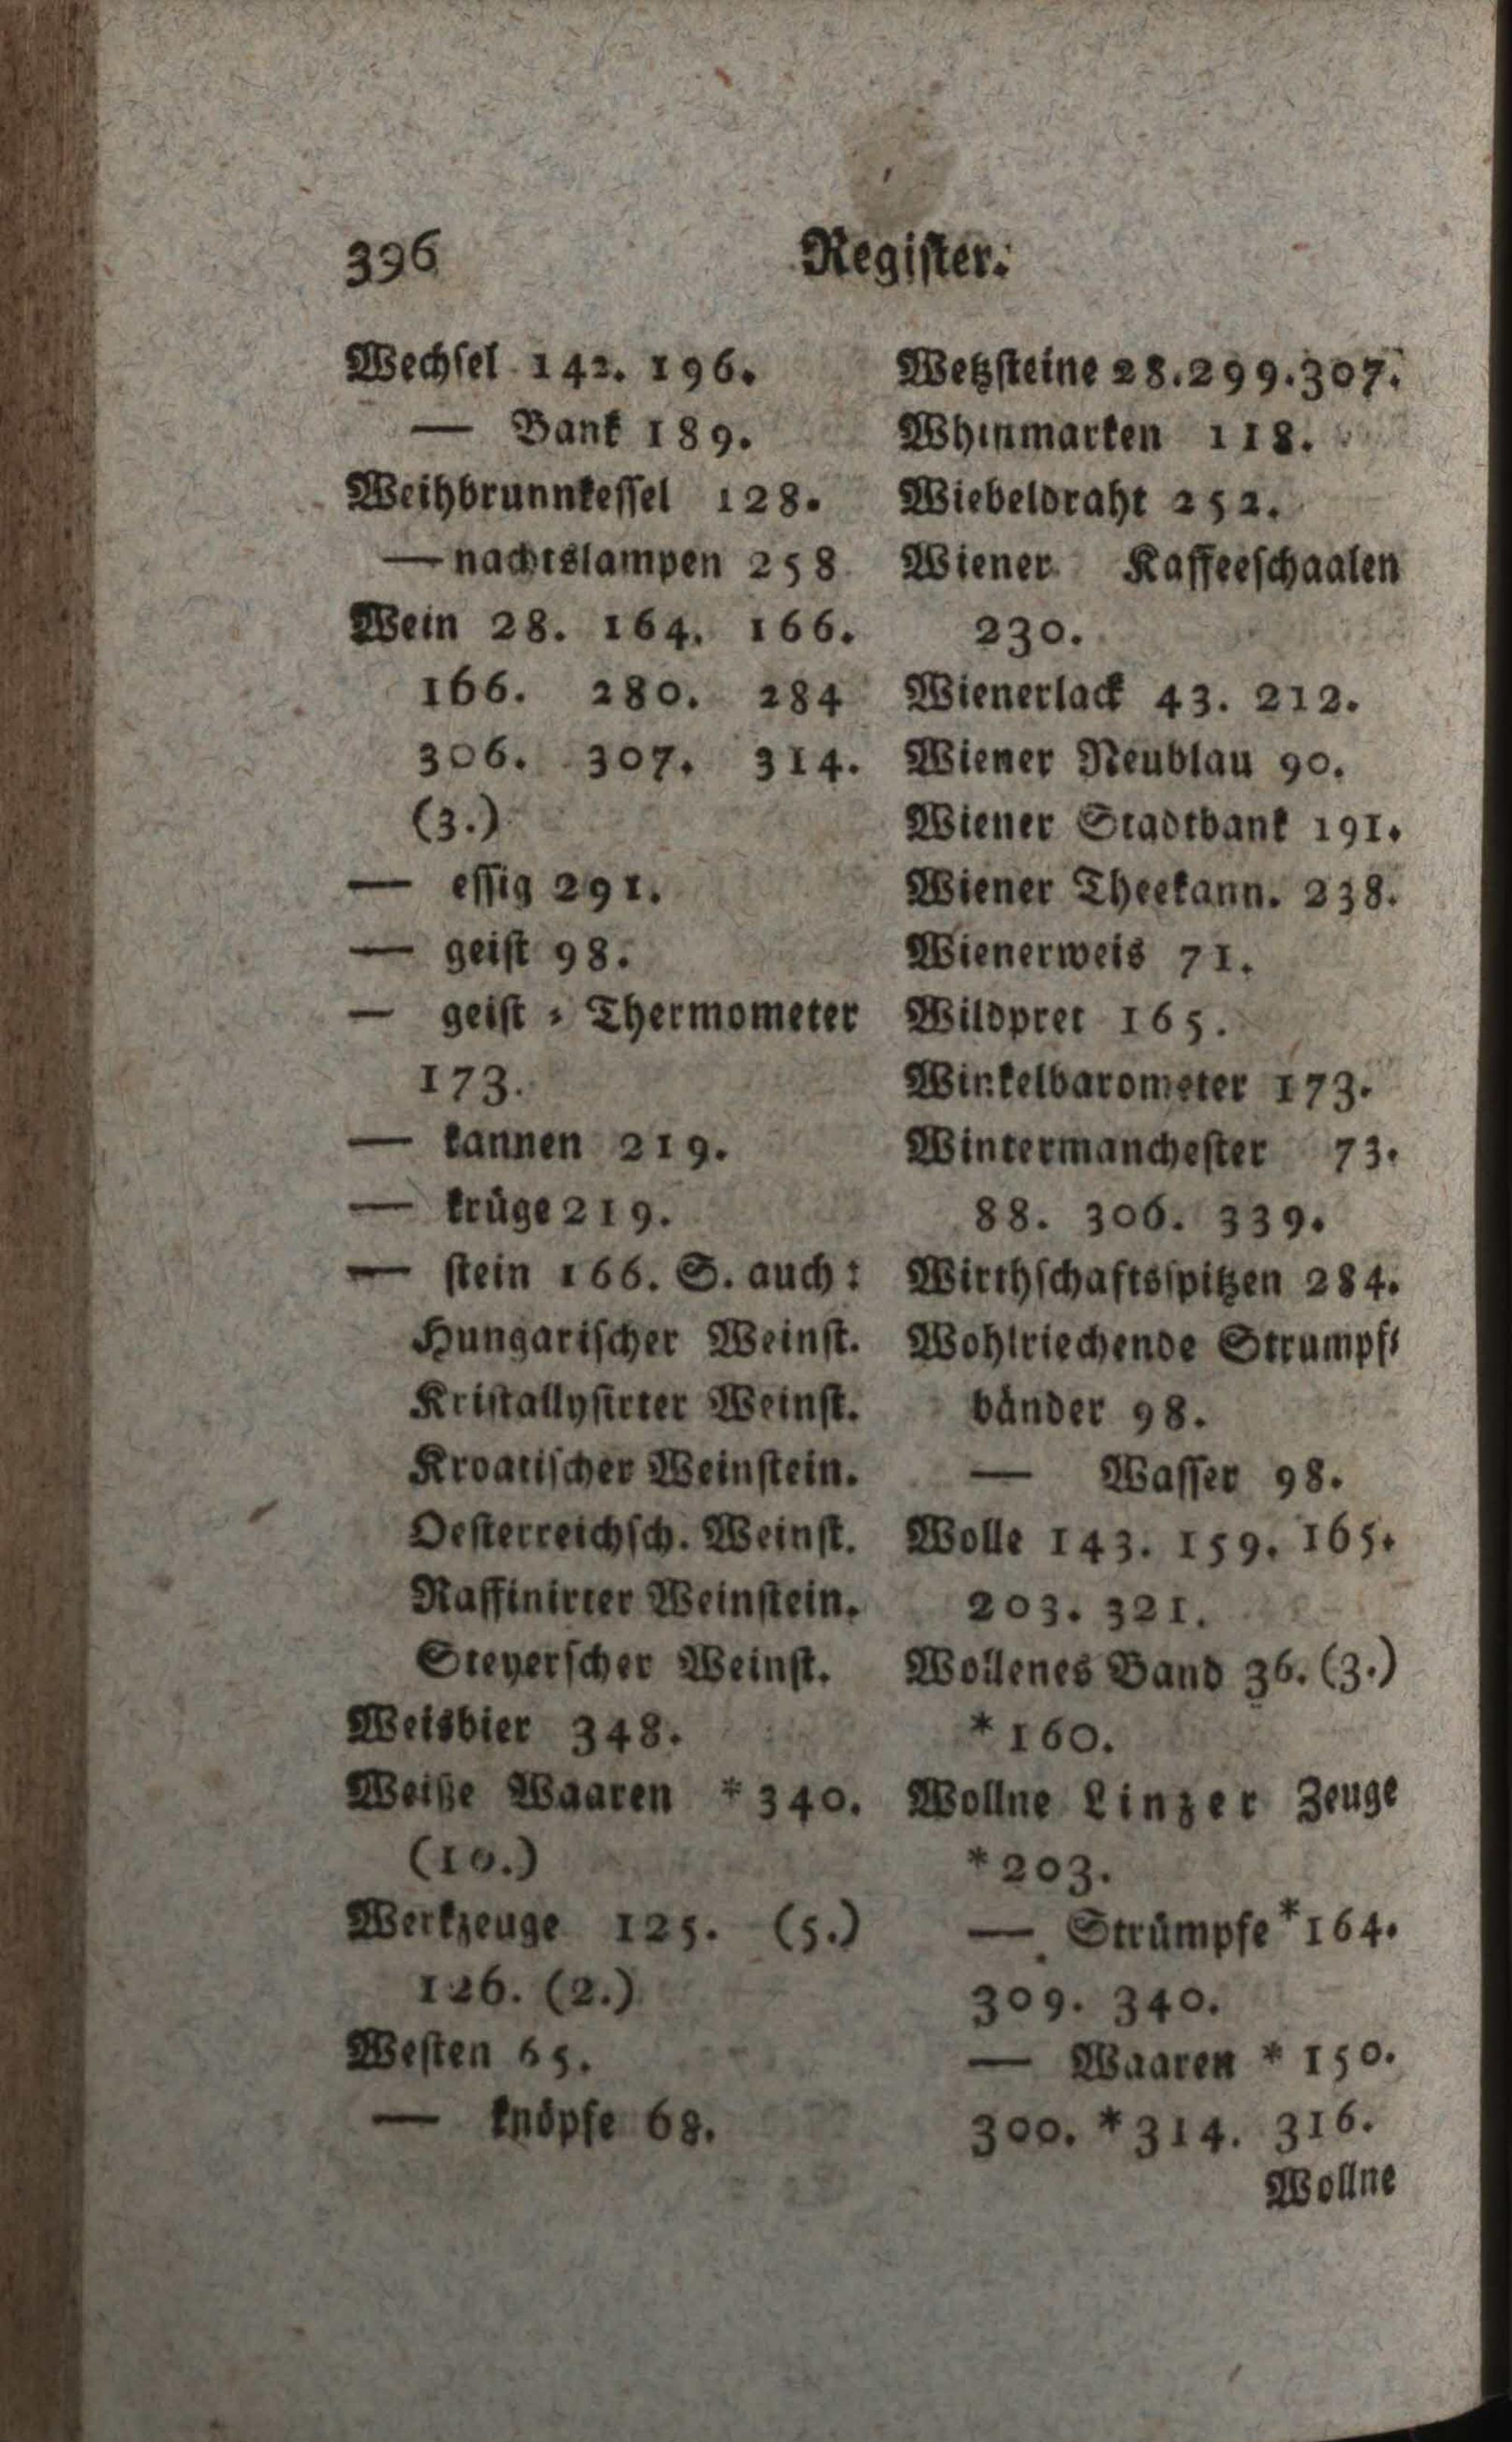 396
Register.
Wechsel 142. 196.
— Bank 189.
Weihbrunnkessel 128.
— nachtslampen 258
Wein 28. 164. 166.
166. 280. 284
306. 307. 314.
(3.)
— essig 291.
— geist 98.
— geist = Thermometer
173.
— kannen 219.
— krüge 219.
— stein 166. S. auch:
Hungarischer Weinst.
Kristallysirter Weinst.
Kroatischer Weinstein.
Oesterreichsch. Weinst.
Raffinirter Weinstein.
Steyerscher Weinst.
Weisbier 348.
Weiße Waaren *340.
(10.)
Werkzeuge 125. (5.)
126. (2.)
Westen 65.
— knöpfe 68.
Wetzsteine 28. 299. 307.
Whinmarken 118.
Wiebeldraht 252.
Wiener Kaffeeschaalen
230.
Wienerlack 43. 212.
Wiener Neublau 90.
Wiener Stadtbank 191.
Wiener Theekann. 238.
Wienerweis 71.
Wildpret 165.
Winkelbarometer 173.
Wintermanchester 73.
88. 306. 339.
Wirthschaftsspitzen 284.
Wohlriechende Strumpf=
bänder 98.
— Wasser 98.
Wolle 143. 159. 165.
203. 321.
Wollenes Band 36. (3.)
*160.
Wollne Linzer Zeuge
*203.
— Strümpfe *164.
309. 340.
— Waaren *150.
300. *314. 316.
Wollne